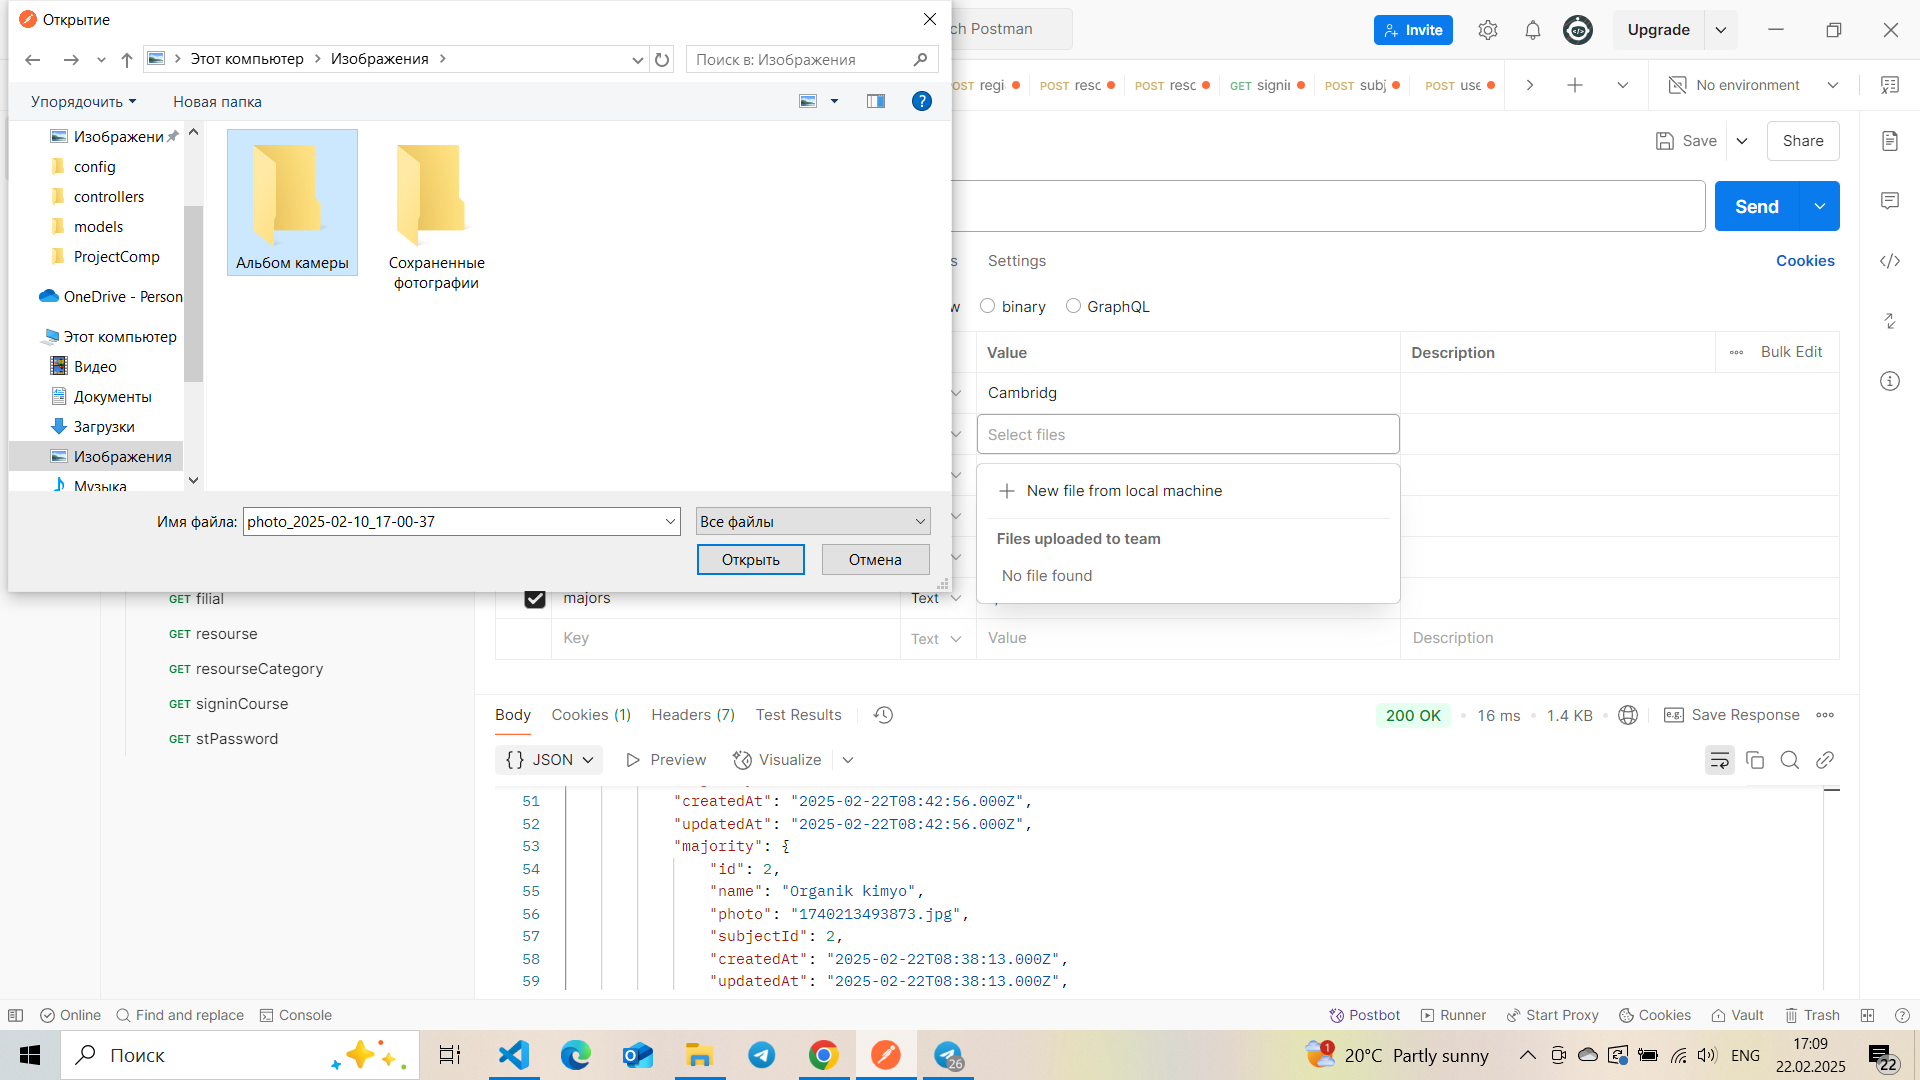 Открытие
Этот компьютер
Изображения
Поиск в: Изображения
Упорядочить
Новая папка
Изображени
config
controllers
models
ProjectComp
OneDrive - Person
Этот компьютер
Видео
Документы
Загрузки
Изображения
Музыка
Альбом камеры
Сохраненные
фотографии
Имя файла:
photo_2025-02-10_17-00-37
Все файлы
Открыть
Отмена
ch Postman
Invite
Upgrade
POST resc
POST resc
GET signir
POST subj
POST use
No environment
Save
Share
Send
Settings
Cookies
binary
GraphQL
Value
Description
Bulk Edit
Cambridg
Select files
New file from local machine
Files uploaded to team
No file found
majors
Text
Key
Text
Value
Description
GET filial
GET resourse
GET resourseCategory
GET signinCourse
GET stPassword
Body
Cookies (1)
Headers (7)
Test Results
200 OK
16 ms
1.4 KB
e.g.
Save Response
{} JSON
Preview
Visualize
51 "createdAt": "2025-02-22T08:42:56.000Z",
52 "updatedAt": "2025-02-22T08:42:56.000Z",
53 "majority": {
54 "id": 2,
55 "name": "Organik kimyo",
56 "photo": "1740213493873.jpg",
57 "subjectId": 2,
58 "createdAt": "2025-02-22T08:38:13.000Z",
59 "updatedAt": "2025-02-22T08:38:13.000Z",
Online
Find and replace
Console
Postbot
Runner
Start Proxy
Cookies
Vault
Trash
Поиск
26
1
20°C Partly sunny
ENG
17:09
22.02.2025
22